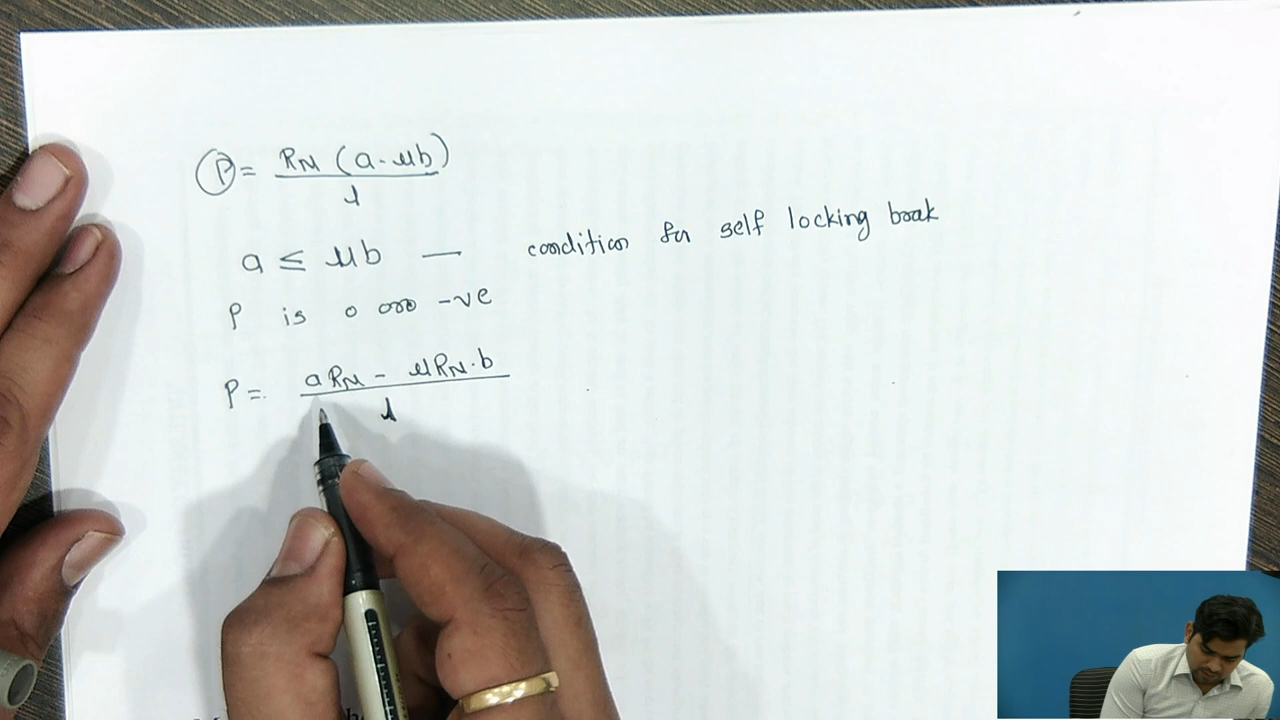 P = RN (a - μb) / l
a ≤ μb — condition for self locking brak
P is 0 or -ve
P = aRN - μRN·b / l